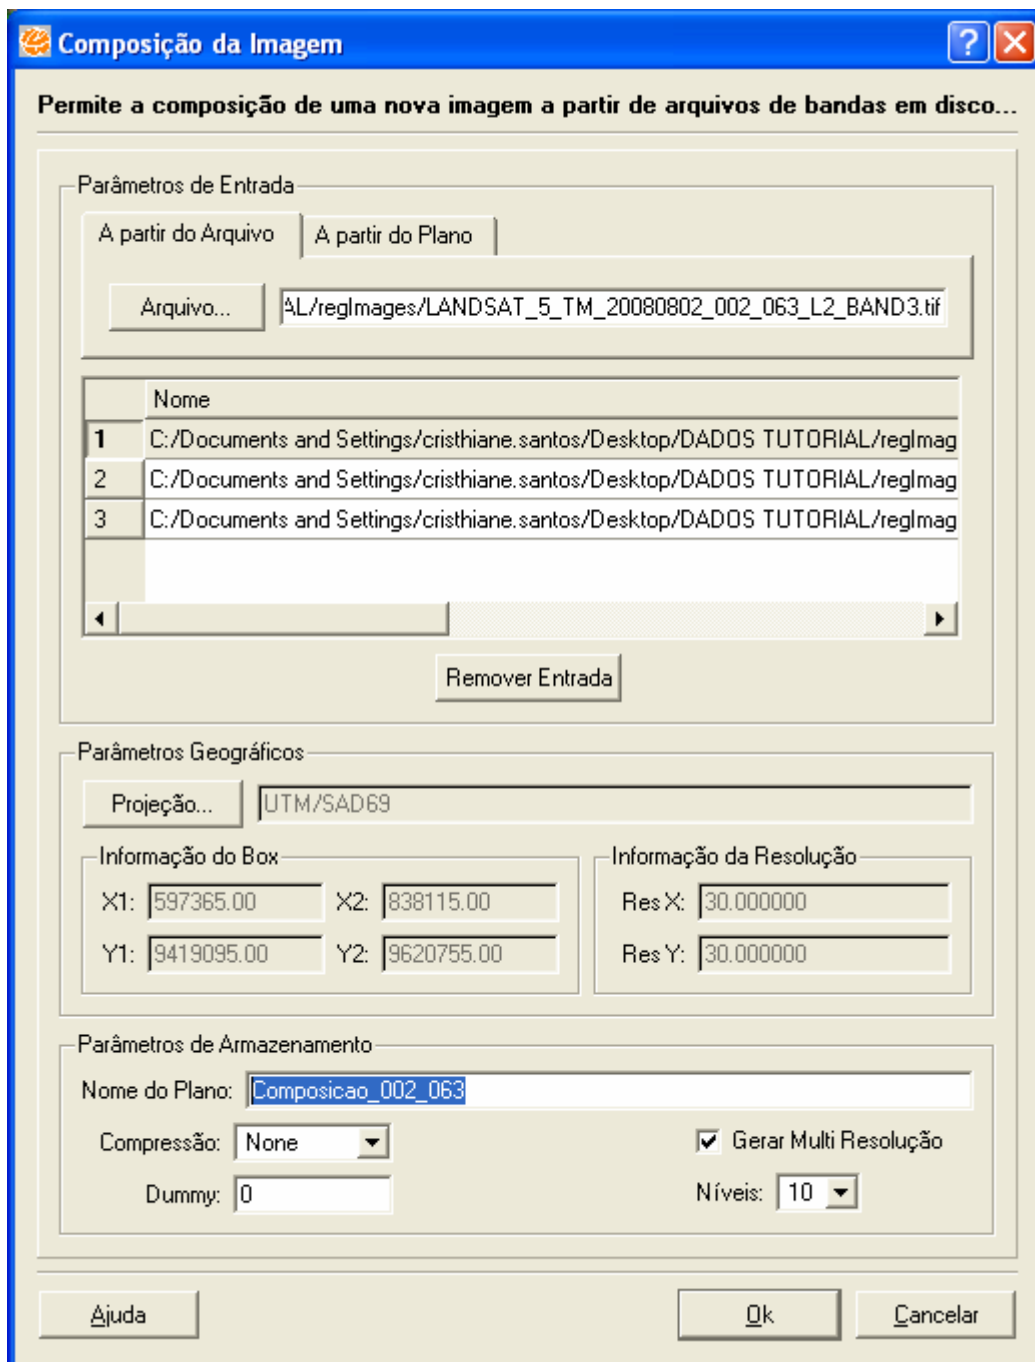 Composição da Imagem
Permite a composição de uma nova imagem a partir de arquivos de bandas em disco...
Parâmetros de Entrada
A partir do Arquivo A partir do Plano
Arquivo... AL/regImages/LANDSAT_5_TM_20080802_002_063_L2_BAND3.tif
Nome
1 C:/Documents and Settings/cristhiane.santos/Desktop/DADOS TUTORIAL/regImag
2 C:/Documents and Settings/cristhiane.santos/Desktop/DADOS TUTORIAL/regImag
3 C:/Documents and Settings/cristhiane.santos/Desktop/DADOS TUTORIAL/regImag
Remover Entrada
Parâmetros Geográficos
Projeção... UTM/SAD69
Informação do Box Informação da Resolução
X1: 597365.00 X2: 838115.00 Res X: 30.000000
Y1: 9419095.00 Y2: 9620755.00 Res Y: 30.000000
Parâmetros de Armazenamento
Nome do Plano: Composicao_002_063
Compressão: None Gerar Multi Resolução
Dummy: 0 Níveis: 10
Ajuda Ok Cancelar